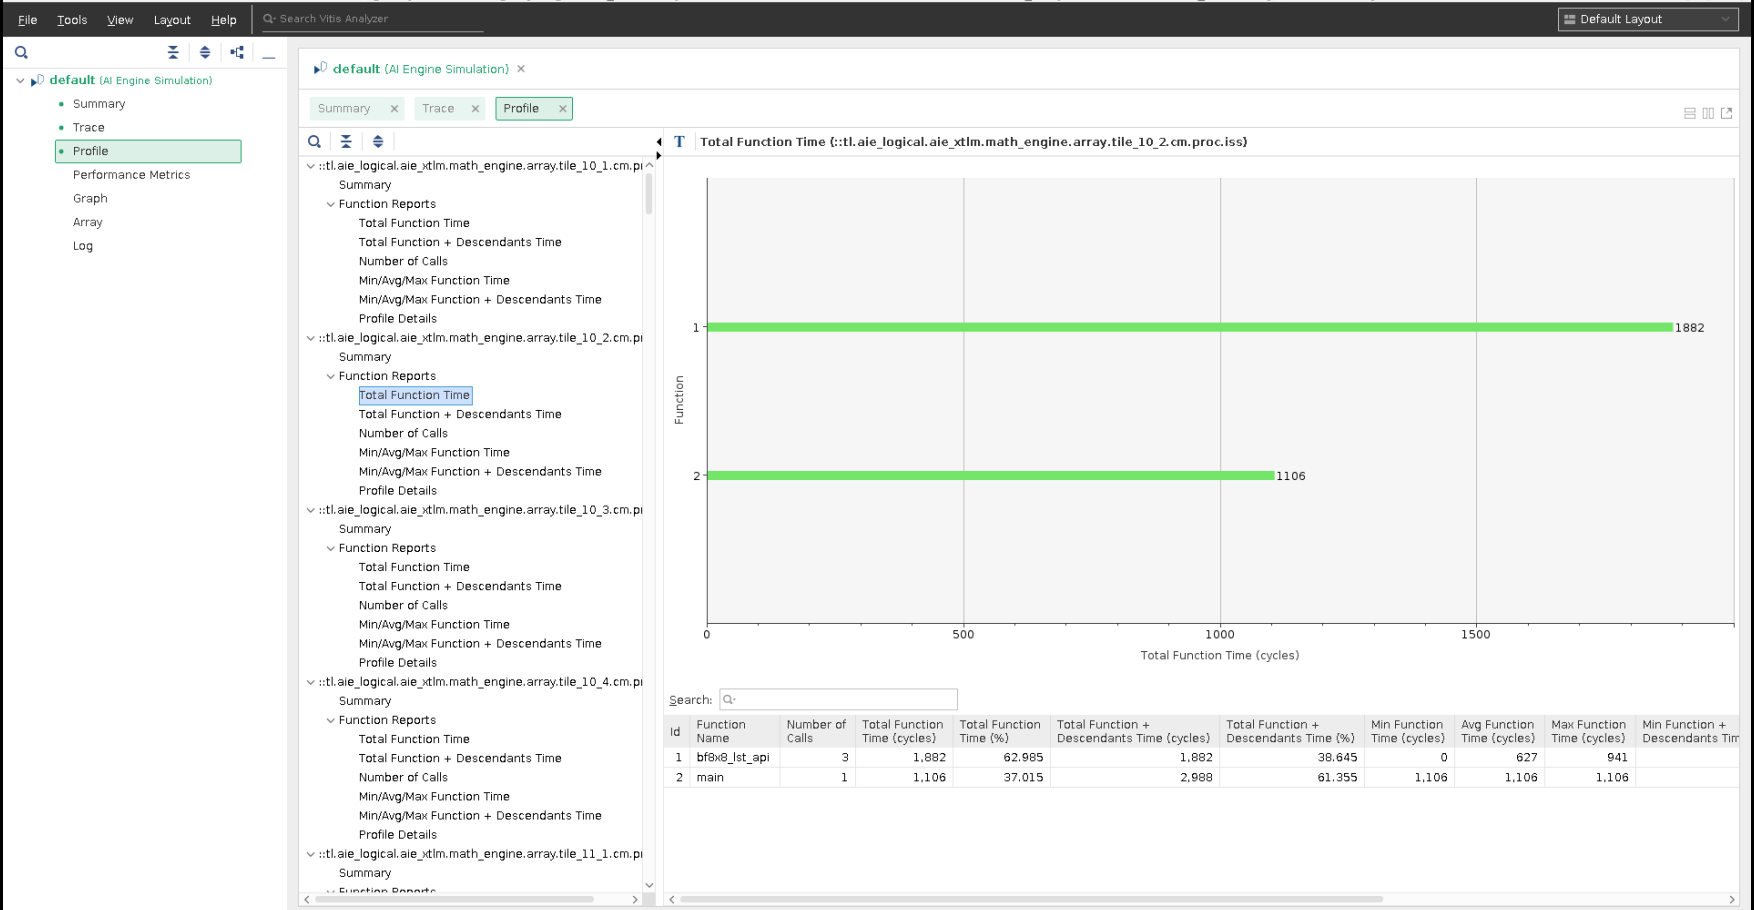 File Tools View Layout Help Search Vitis Analyzer Default Layout
default (AI Engine Simulation)
Summary
Trace
Profile
Performance Metrics
Graph
Array
Log
default (AI Engine Simulation)
Summary Trace Profile
::tl.aie_logical.aie_xtlm.math_engine.array.tile_10_1.cm.pr
Summary
Function Reports
Total Function Time
Total Function + Descendants Time
Number of Calls
Min/Avg/Max Function Time
Min/Avg/Max Function + Descendants Time
Profile Details
::tl.aie_logical.aie_xtlm.math_engine.array.tile_10_2.cm.pr
Summary
Function Reports
Total Function Time
Total Function + Descendants Time
Number of Calls
Min/Avg/Max Function Time
Min/Avg/Max Function + Descendants Time
Profile Details
::tl.aie_logical.aie_xtlm.math_engine.array.tile_10_3.cm.pr
Summary
Function Reports
Total Function Time
Total Function + Descendants Time
Number of Calls
Min/Avg/Max Function Time
Min/Avg/Max Function + Descendants Time
Profile Details
::tl.aie_logical.aie_xtlm.math_engine.array.tile_10_4.cm.pr
Summary
Function Reports
Total Function Time
Total Function + Descendants Time
Number of Calls
Min/Avg/Max Function Time
Min/Avg/Max Function + Descendants Time
Profile Details
::tl.aie_logical.aie_xtlm.math_engine.array.tile_11_1.cm.pr
Summary
Function Reports
T Total Function Time (::tl.aie_logical.aie_xtlm.math_engine.array.tile_10_2.cm.proc.iss)
Function
1 1882
2 1106
0 500 1000 1500
Total Function Time (cycles)
Search:
Id Function Name Number of Calls Total Function Time (cycles) Total Function Time (%) Total Function + Descendants Time (cycles) Total Function + Descendants Time (%) Min Function Time (cycles) Avg Function Time (cycles) Max Function Time (cycles) Min Function + Descendants Tim
1 bf8x8_lst_api 3 1,882 62.985 1,882 38.645 0 627 941
2 main 1 1,106 37.015 2,988 61.355 1,106 1,106 1,106